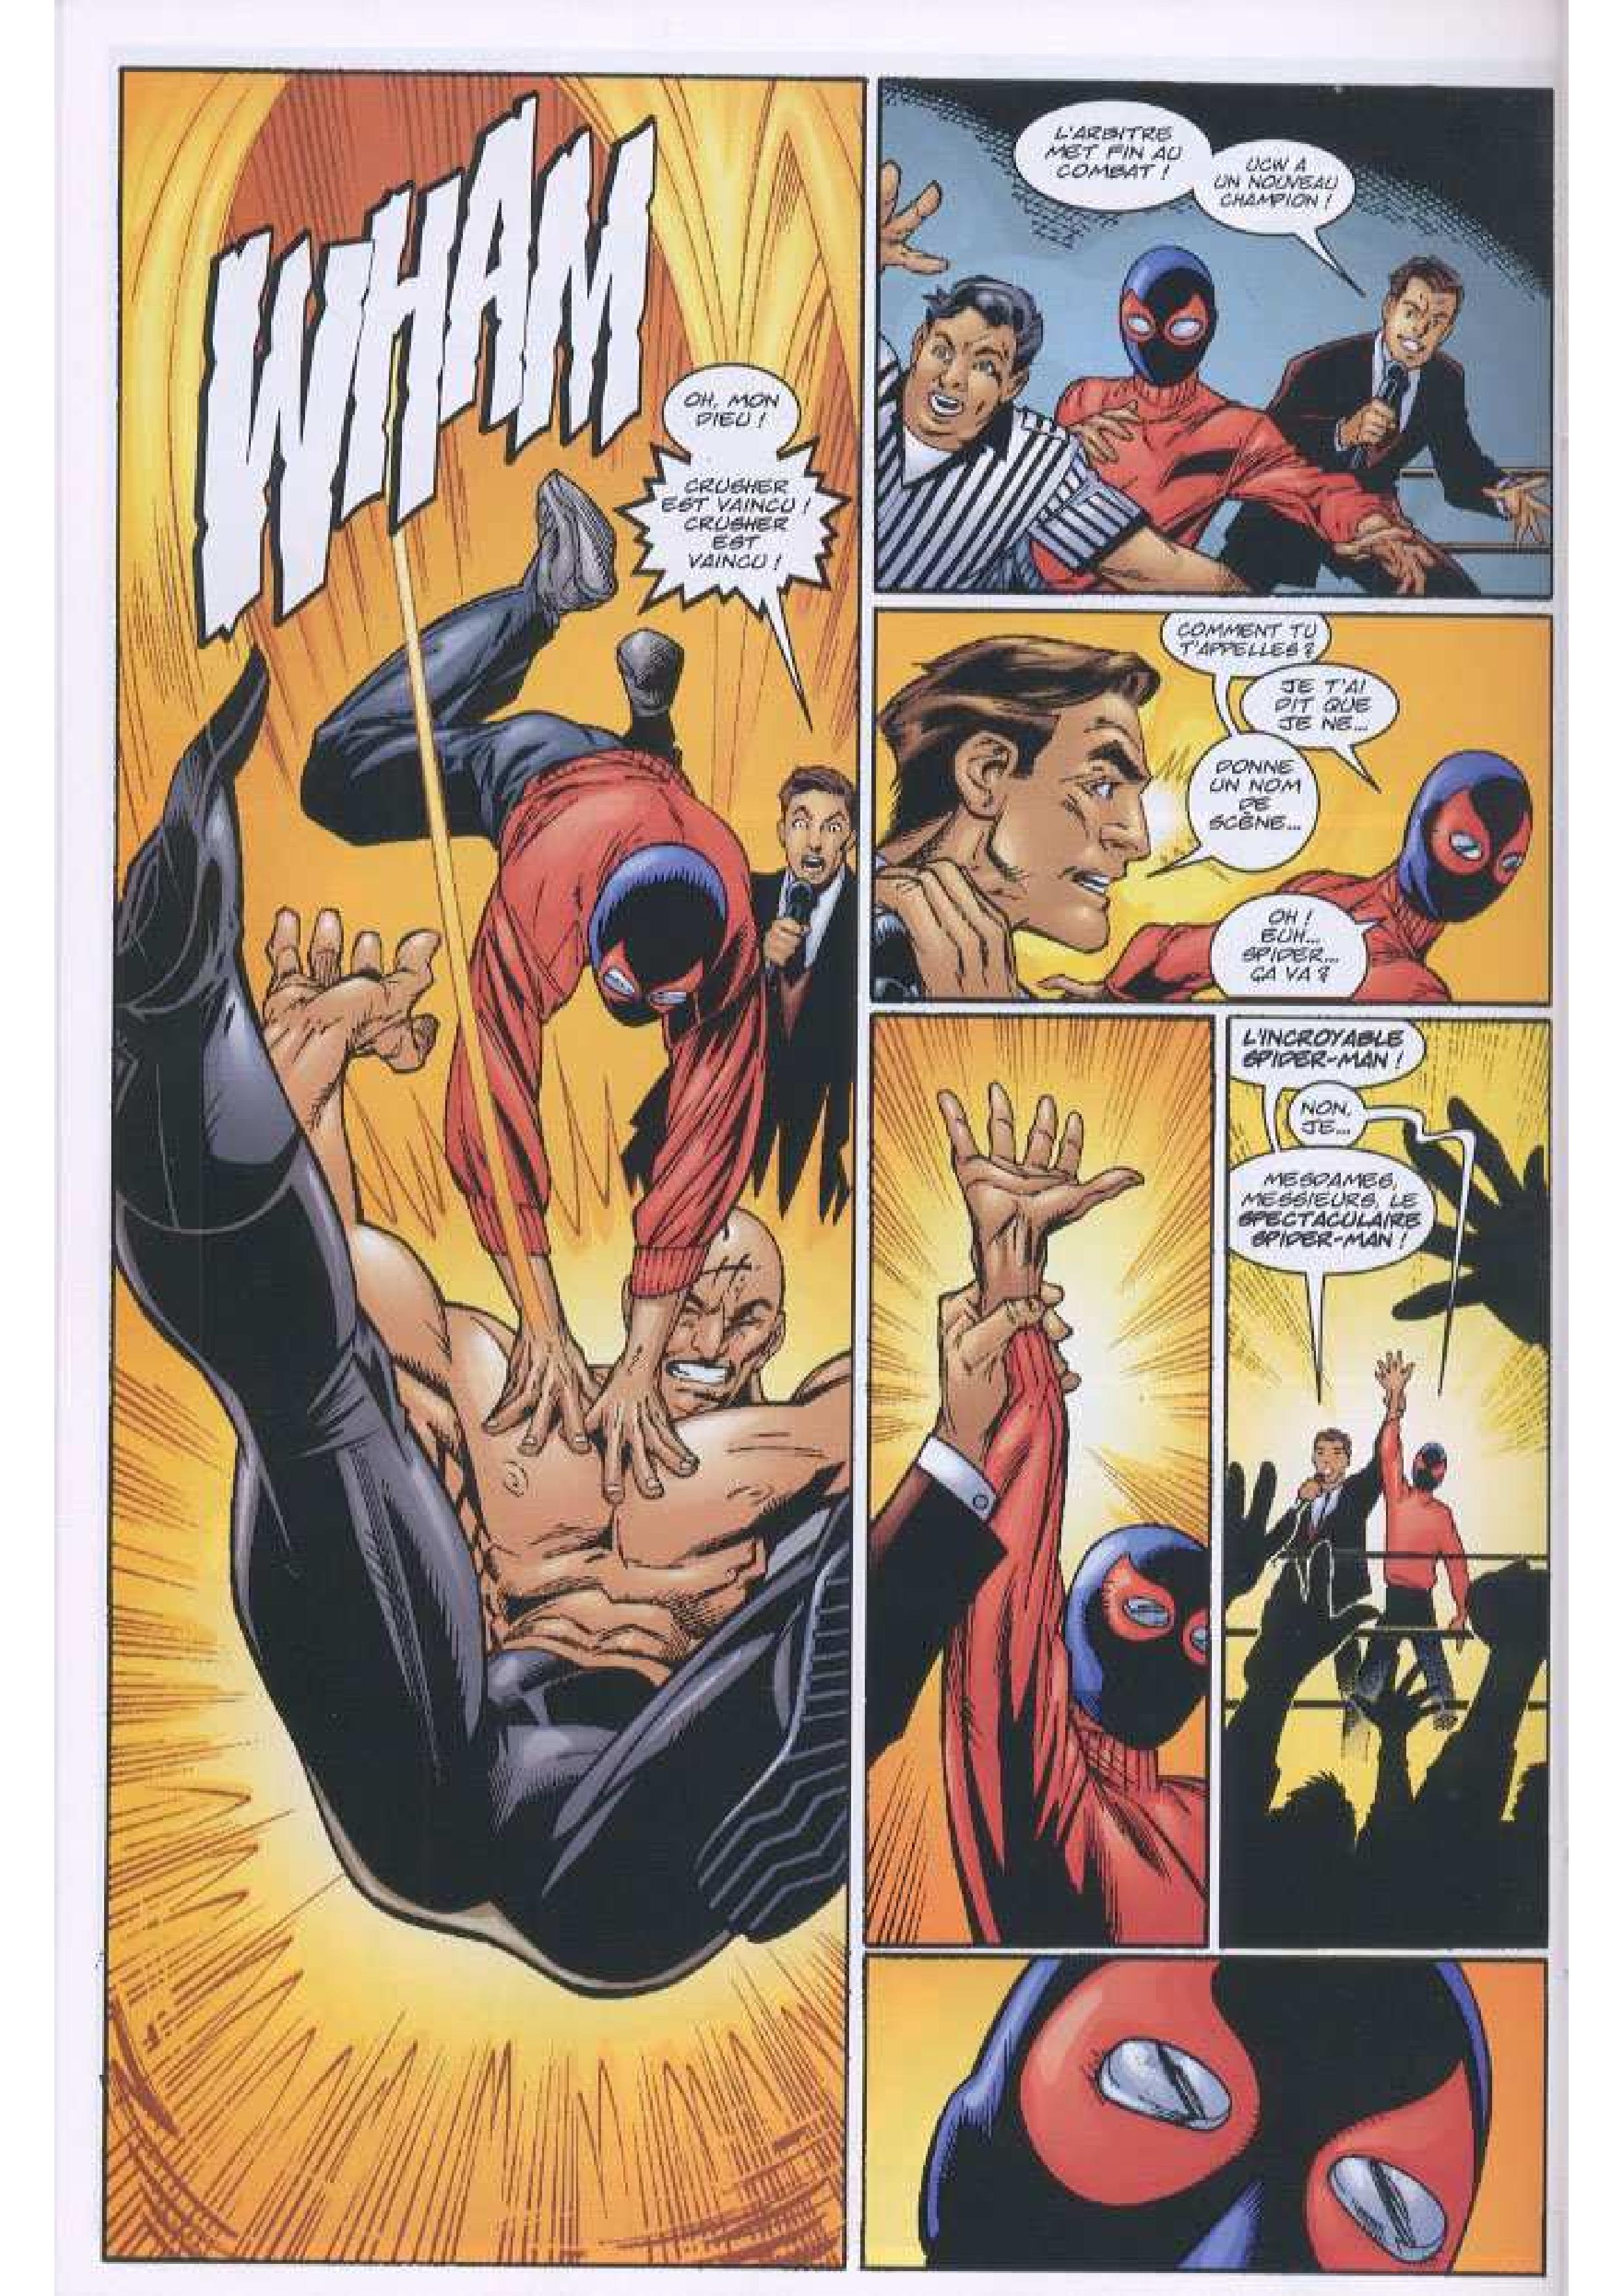 WHAM
OH, MON
DIEU !
CRUSHER
EST VAINCU !
CRUSHER
EST
VAINCU !
L'ARBITRE
MET FIN AU
COMBAT !
UCW A
UN NOUVEAU
CHAMPION !
COMMENT TU
T'APPELLES ?
JE T'AI
DIT QUE
JE NE...
DONNE
UN NOM
DE
SCÈNE...
OH !
EUH...
SPIDER...
ÇA VA ?
L'INCROYABLE
SPIDER-MAN !
NON,
JE...
MESDAMES,
MESSIEURS, LE
SPECTACULAIRE
SPIDER-MAN !